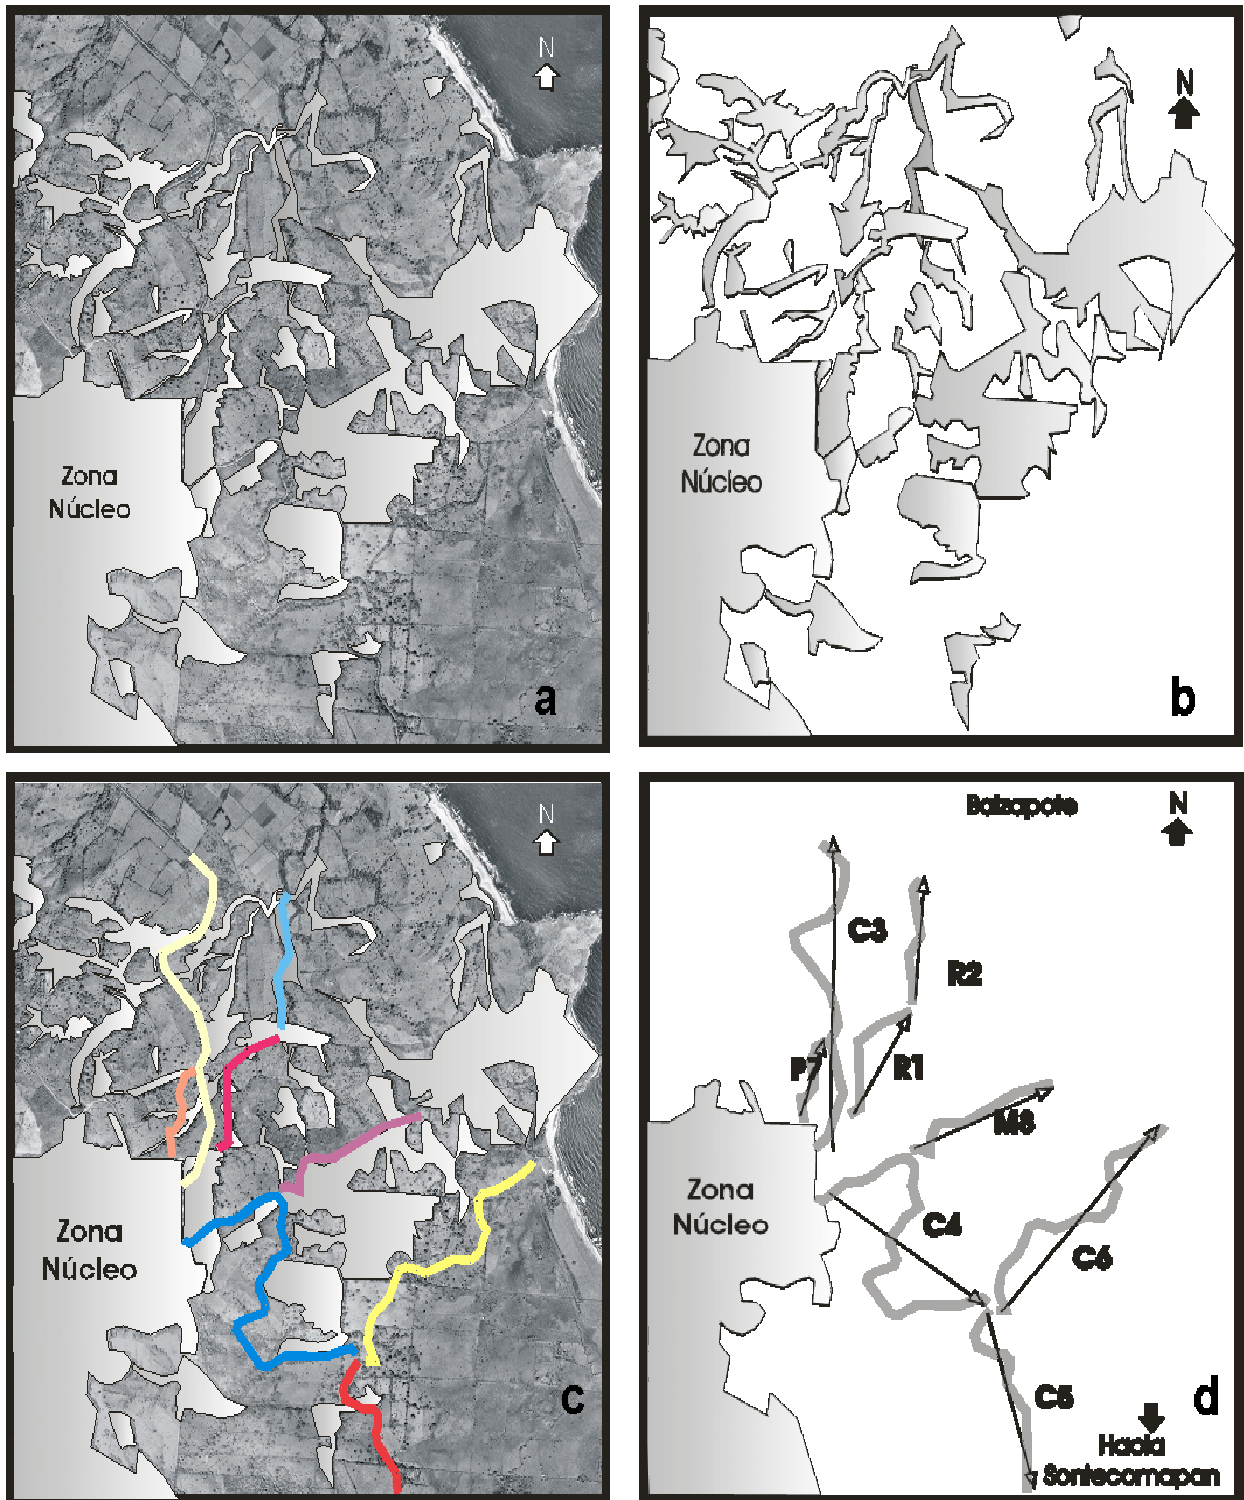 N
Zona
Núcleo
a
N
Zona
Núcleo
b
N
Zona
Núcleo
c
Balzapote
N
C3
R2
P7
R1
M8
Zona
Núcleo
C4
C6
C5
d
Hacia
Sontecomapan